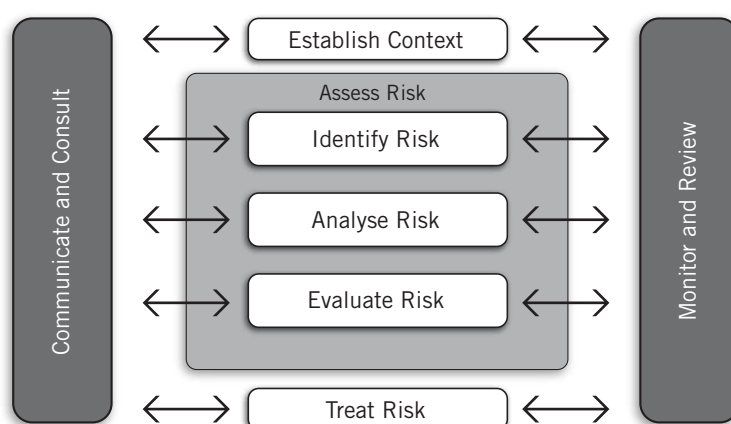 Communicate and Consult
Establish Context
Assess Risk
Identify Risk
Analyse Risk
Evaluate Risk
Treat Risk
Monitor and Review